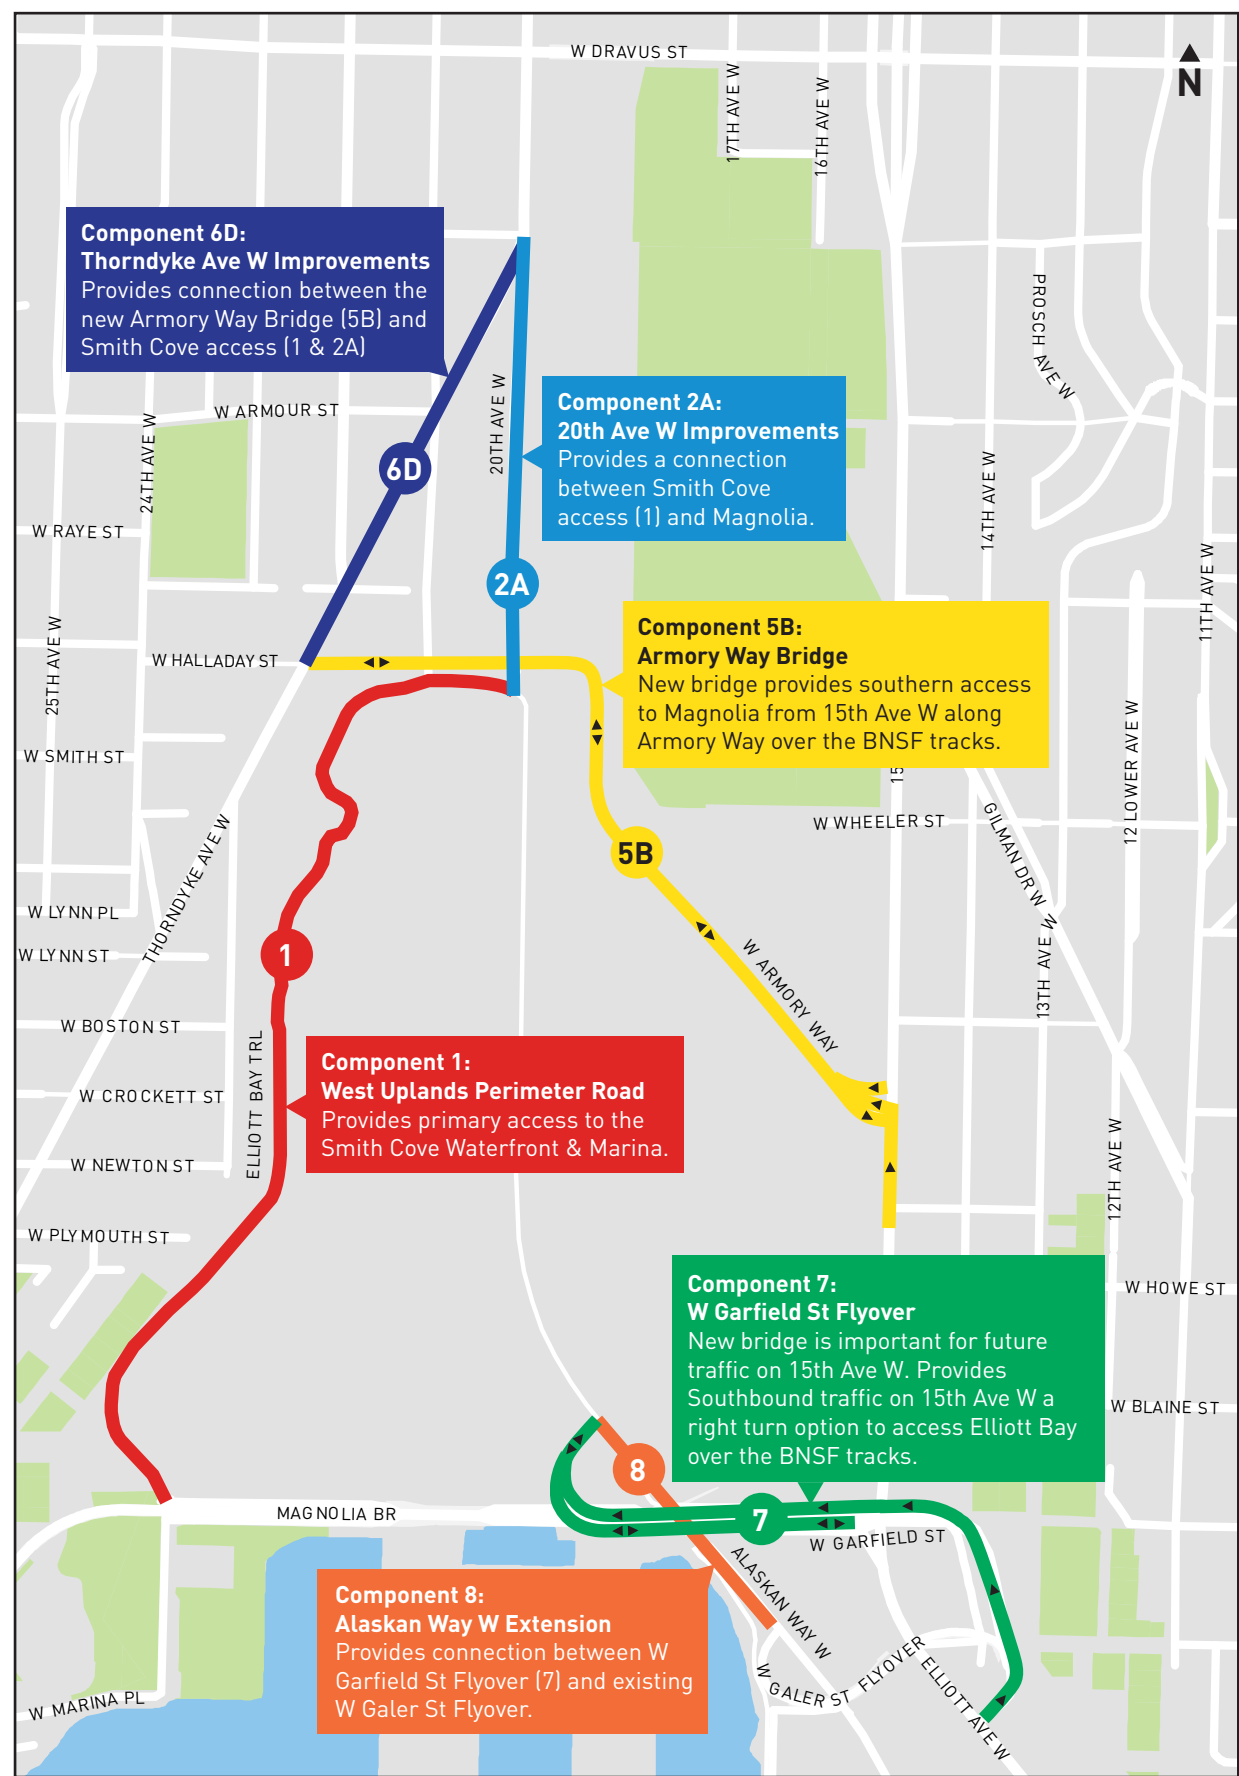 W DRAVUS ST
N
17TH AVE W
16TH AVE W
Component 6D:
Thorndyke Ave W Improvements
Provides connection between the
new Armory Way Bridge (5B) and
Smith Cove access (1 & 2A)
PROSCH AVE W
W ARMOUR ST
24TH AVE W
20TH AVE W
Component 2A:
20th Ave W Improvements
Provides a connection
between Smith Cove
access (1) and Magnolia.
6D
14TH AVE W
W RAYE ST
2A
11TH AVE W
25TH AVE W
W HALLADAY ST
Component 5B:
Armory Way Bridge
New bridge provides southern access
to Magnolia from 15th Ave W along
Armory Way over the BNSF tracks.
W SMITH ST
15
12 LOWER AVE W
W WHEELER ST
GILMAN DR W
THORNDYKE AVE W
5B
W LYNN PL
W LYNN ST
1
W ARMORY WAY
13TH AVE W
W BOSTON ST
ELLIOTT BAY TRL
Component 1:
West Uplands Perimeter Road
Provides primary access to the
Smith Cove Waterfront & Marina.
W CROCKETT ST
W NEWTON ST
12TH AVE W
W PLYMOUTH ST
Component 7:
W Garfield St Flyover
New bridge is important for future
traffic on 15th Ave W. Provides
Southbound traffic on 15th Ave W a
right turn option to access Elliott Bay
over the BNSF tracks.
W HOWE ST
W BLAINE ST
8
MAGNOLIA BR
7
W GARFIELD ST
ALASKAN WAY W
Component 8:
Alaskan Way W Extension
Provides connection between W
Garfield St Flyover (7) and existing
W Galer St Flyover.
W GALER ST FLYOVER
ELLIOTT AVE W
W MARINA PL